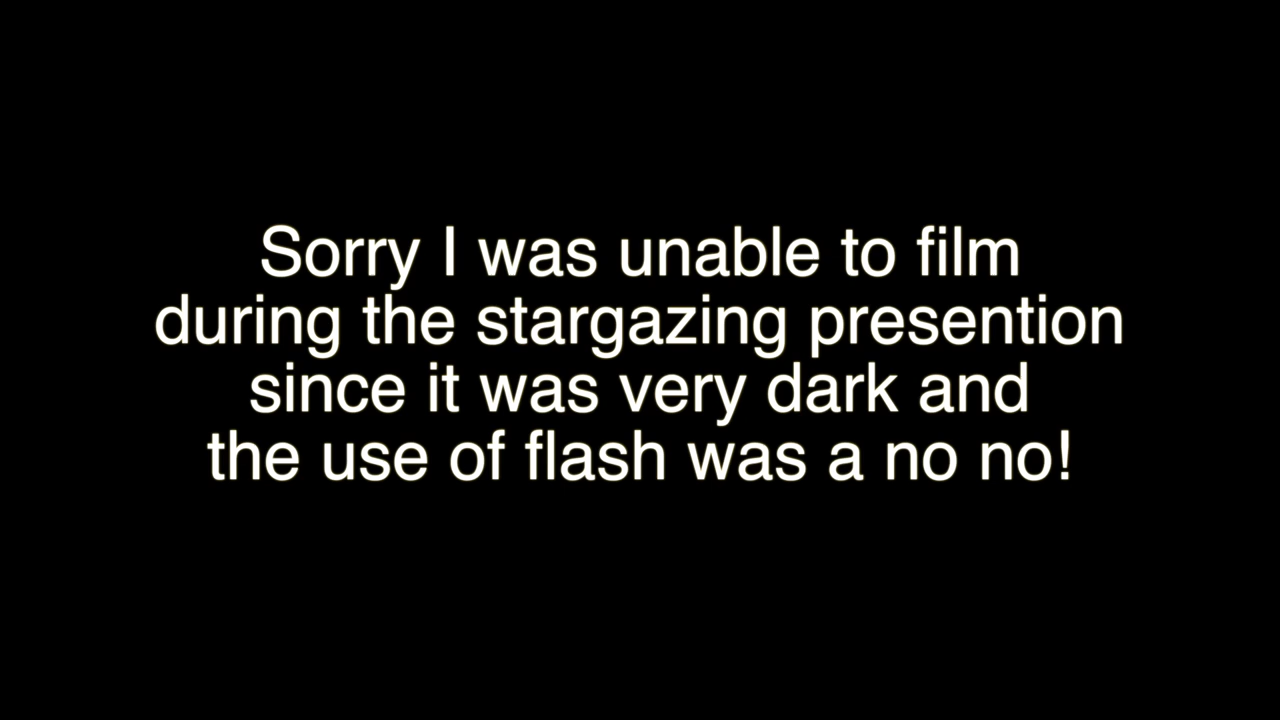 Sorry I was unable to film
during the stargazing presention
since it was very dark and
the use of flash was a no no!